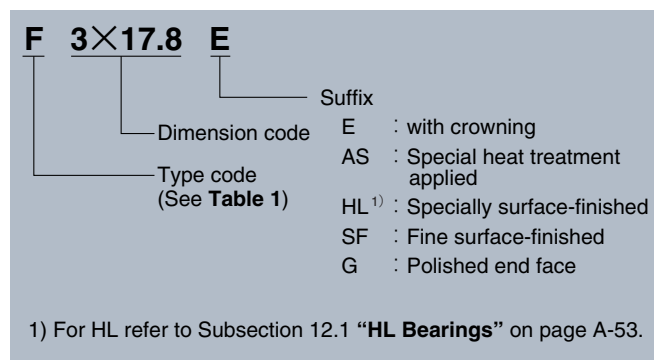 F 3×17.8 E
Suffix
Dimension code
E : with crowning
AS : Special heat treatment
applied
Type code
(See Table 1)
HL1) : Specially surface-finished
SF : Fine surface-finished
G : Polished end face
1) For HL refer to Subsection 12.1 “HL Bearings” on page A-53.